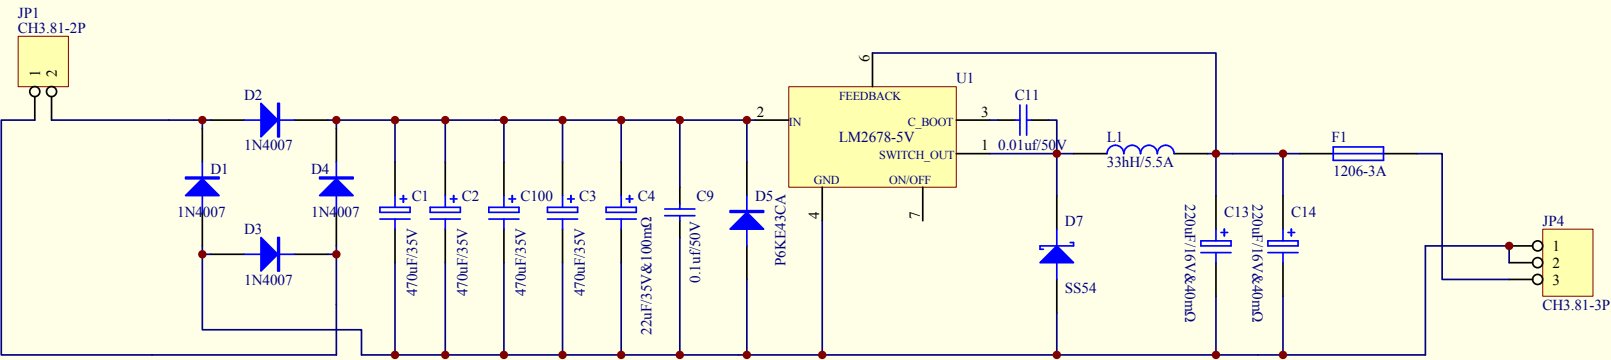 JP1
CH3.81-2P
1
2
D2
1N4007
D1
1N4007
D4
1N4007
D3
1N4007
C1
470uF/35V
C2
470uF/35V
C100
470uF/35V
C3
470uF/35V
C4
22uF/35V&100mΩ
C9
0.1uf/50V
D5
P6KE43CA
2
6
U1
FEEDBACK
IN
C_BOOT
LM2678-5V
SWITCH_OUT
GND
ON/OFF
3
1
4
7
C11
0.01uf/50V
L1
33hH/5.5A
D7
SS54
C13
220uF/16V&40mΩ
C14
220uF/16V&40mΩ
F1
1206-3A
JP4
1
2
3
CH3.81-3P